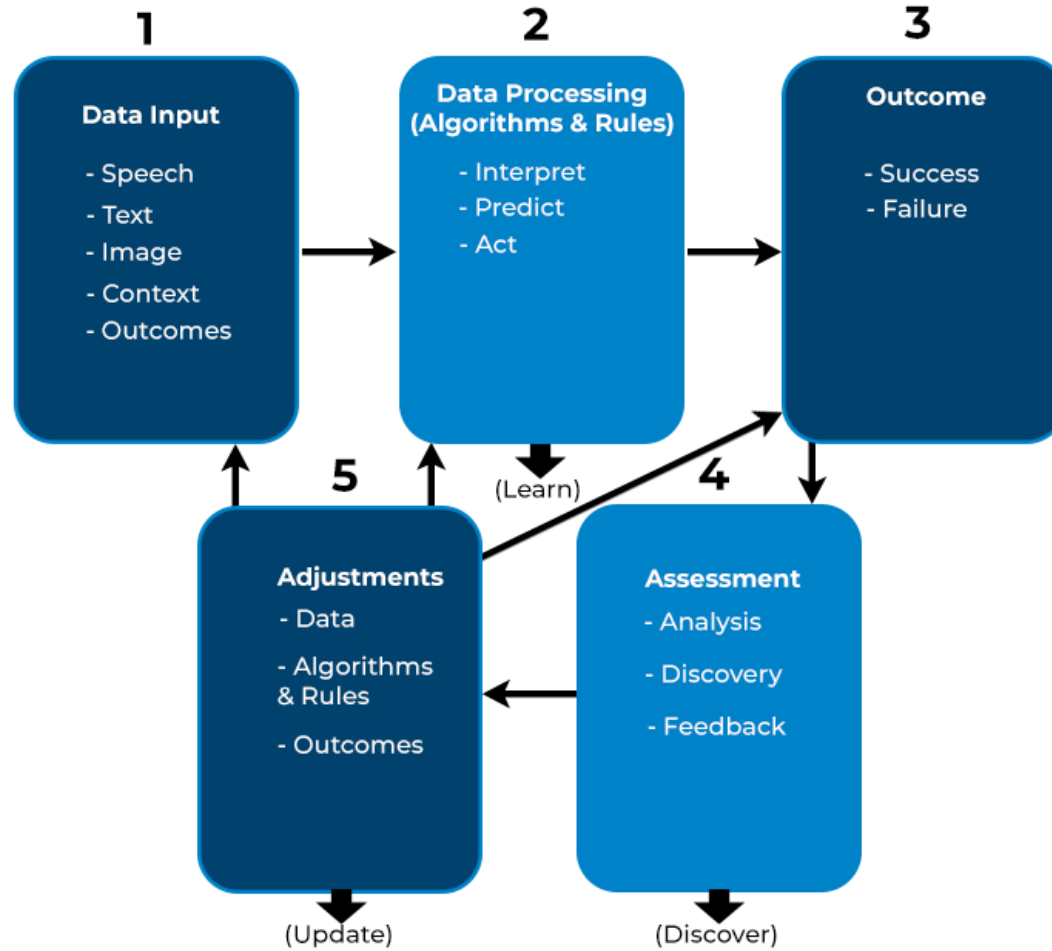 1
Data Input
- Speech
- Text
- Image
- Context
- Outcomes
2
Data Processing
(Algorithms & Rules)
- Interpret
- Predict
- Act
(Learn)
3
Outcome
- Success
- Failure
4
Assessment
- Analysis
- Discovery
- Feedback
(Discover)
5
Adjustments
- Data
- Algorithms
& Rules
- Outcomes
(Update)